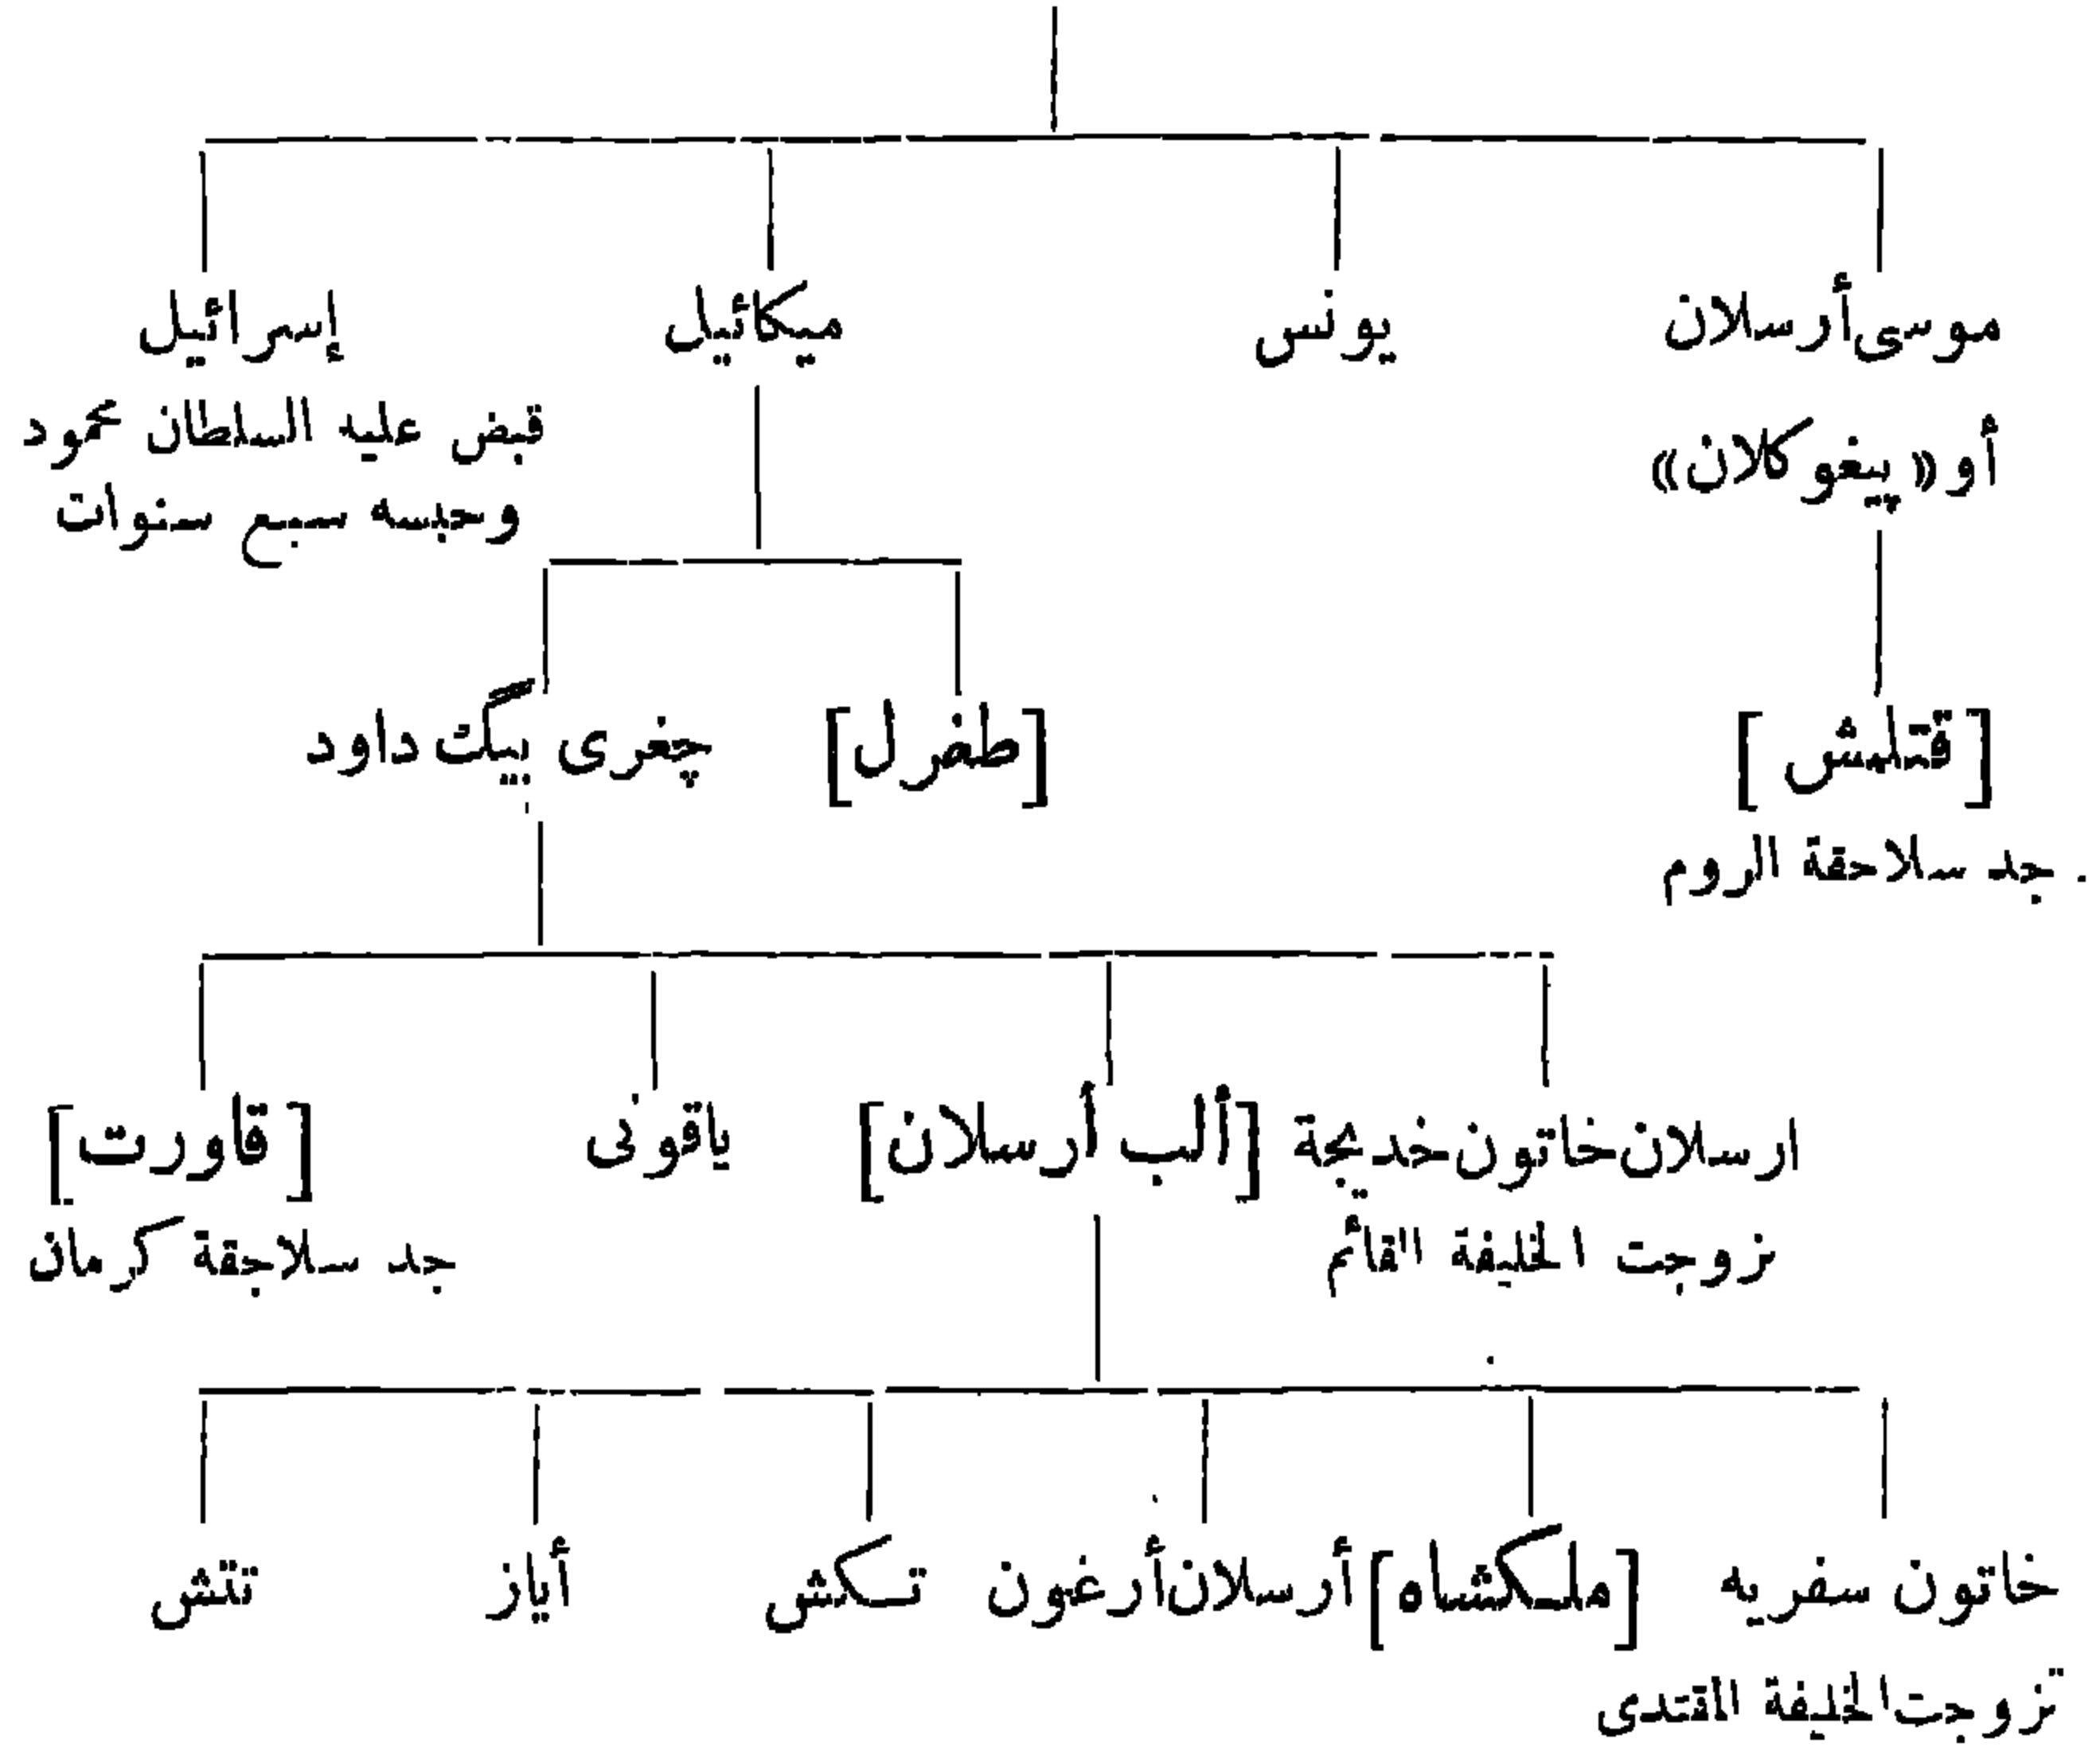 موسى أرسلان يونس ميكائيل إسرائيل
أو «پيغو كلان» قبض عليه السلطان محمود
وحبسه سبع سنوات
[قتلمش] [طغرل] چغرى بيگ داود
جد سلاحقة الروم
ارسلان خاتون خديجة [ألب أرسلان] ياقوتى [قاورت]
تزوجت الخليفة القائم جد سلاجقة كرمان
خاتون سفريه [ملكشاه] أرسلان أرغون تكش أياز تتش
تزوجت الخليفة المقتدى